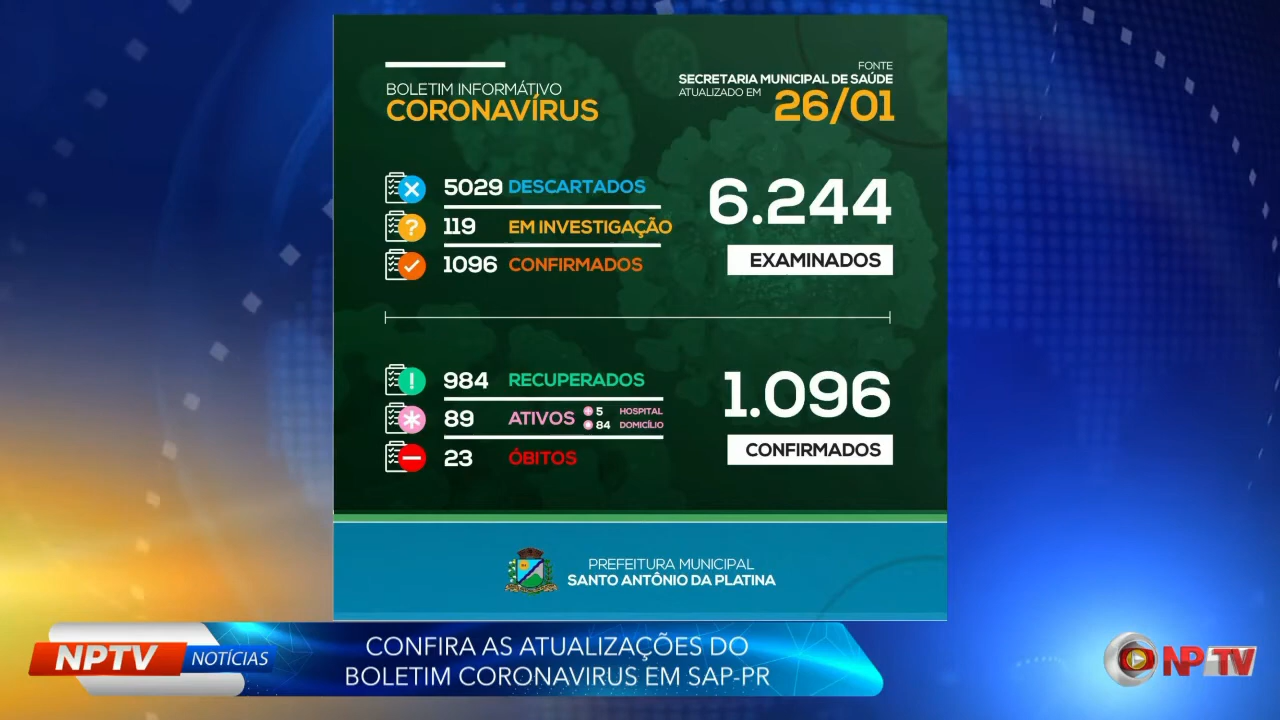 BOLETIM INFORMÁTIVO
CORONAVÍRUS
FONTE
SECRETARIA MUNICIPAL DE SAÚDE
ATUALIZADO EM 26/01
5029 DESCARTADOS
119 EM INVESTIGAÇÃO
1096 CONFIRMADOS
6.244
EXAMINADOS
984 RECUPERADOS
89 ATIVOS 5 HOSPITAL
84 DOMICÍLIO
23 ÓBITOS
1.096
CONFIRMADOS
PREFEITURA MUNICIPAL
SANTO ANTÔNIO DA PLATINA
NPTV NOTÍCIAS
CONFIRA AS ATUALIZAÇÕES DO
BOLETIM CORONAVIRUS EM SAP-PR
NPTV